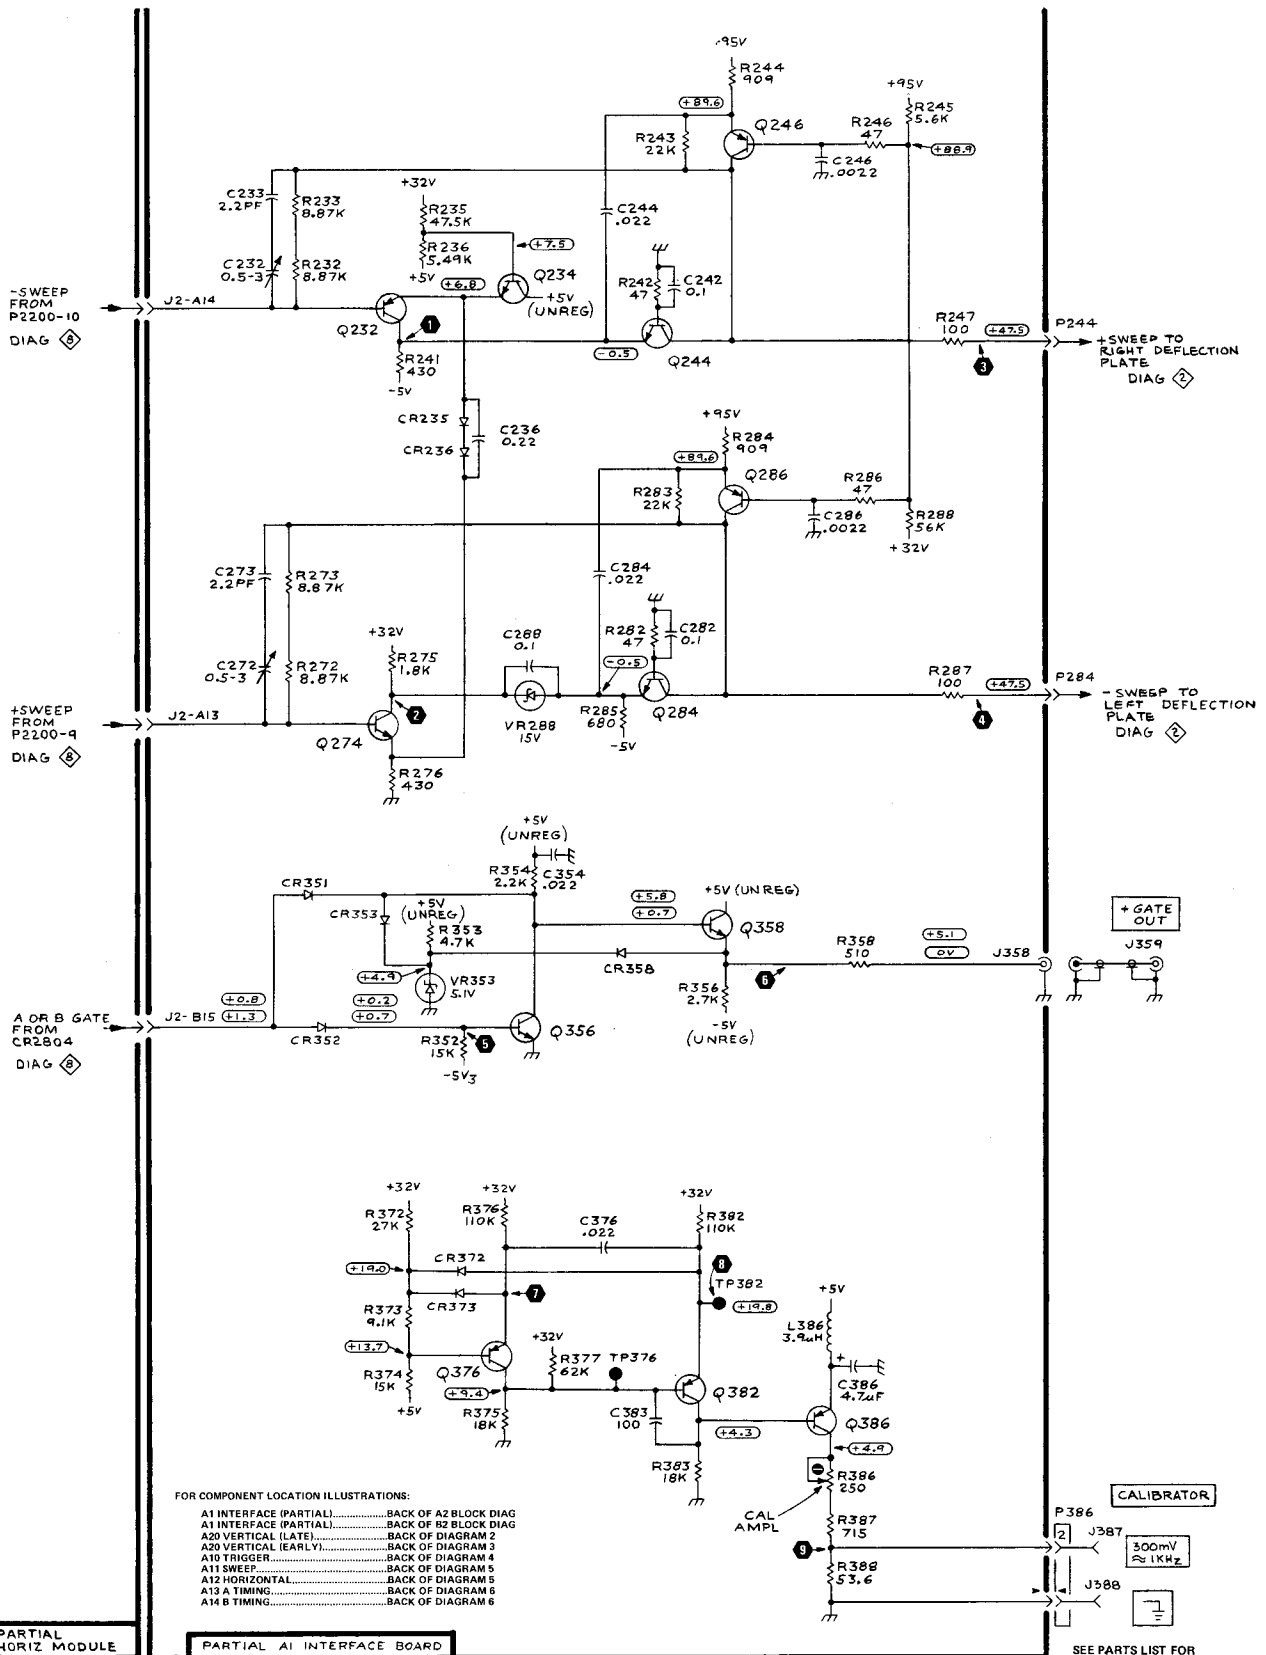 -95V
R244
909
+89.6
Q246
R243
22K
+95V
R245
5.6K
R246
47
+88.9
C246
.0022
C233
2.2PF
R233
8.87K
+32V
R235
47.5K
R236
5.49K
+5V
+7.5
+6.8
Q234
+5V
(UNREG)
C244
.022
C232
0.5-3
R232
8.87K
R242
47
C242
0.1
-SWEEP
FROM
P2200-10
DIAG 8
J2-A14
Q232
1
R241
430
-5V
-0.5
Q244
R247
100
+47.5
3
P244
+SWEEP TO
RIGHT DEFLECTION
PLATE
DIAG 2
CR235
CR236
C236
0.22
+95V
R284
909
+89.6
Q286
R283
22K
R286
47
C286
.0022
R288
56K
+32V
C273
2.2PF
R273
8.87K
C284
.022
C272
0.5-3
R272
8.87K
+32V
R275
1.8K
C288
0.1
R282
47
C282
0.1
-0.5
2
VR288
15V
R285
680
-5V
Q284
R287
100
+47.5
4
P284
- SWEEP TO
LEFT DEFLECTION
PLATE
DIAG 2
+SWEEP
FROM
P2200-9
DIAG 8
J2-A13
Q274
R276
430
+5V
(UNREG)
R354
2.2K
C354
.022
CR351
CR353
+5V
(UNREG)
R353
4.7K
+4.9
VR353
5.1V
+5.8
+0.7
+5V (UNREG)
Q358
CR358
R358
510
+5.1
0V
J358
+ GATE
OUT
J359
6
R356
2.7K
-5V
(UNREG)
A OR B GATE
FROM
CR2804
DIAG 8
J2-B15
+0.8
+1.3
CR352
+0.2
+0.7
R352
15K
-5V3
5
Q356
+32V
R372
27K
+32V
R376
110K
C376
.022
+32V
R382
110K
+19.0
CR372
CR373
7
8
TP382
+19.8
R373
9.1K
+13.7
R374
15K
+5V
Q376
+9.4
R375
18K
+32V
R377
62K
TP376
C383
100
Q382
R383
18K
+4.3
+5V
L386
3.9uH
+
C386
4.7uF
Q386
+4.9
R386
250
CAL
AMPL
R387
715
9
R388
53.6
P386
2
J387
J388
CALIBRATOR
300mV
≈ 1KHz
FOR COMPONENT LOCATION ILLUSTRATIONS:
A1 INTERFACE (PARTIAL)..................BACK OF A2 BLOCK DIAG
A1 INTERFACE (PARTIAL)..................BACK OF B2 BLOCK DIAG
A20 VERTICAL (LATE)......................BACK OF DIAGRAM 2
A20 VERTICAL (EARLY)....................BACK OF DIAGRAM 3
A10 TRIGGER..............................BACK OF DIAGRAM 4
A11 SWEEP.................................BACK OF DIAGRAM 5
A12 HORIZONTAL...........................BACK OF DIAGRAM 5
A13 A TIMING..............................BACK OF DIAGRAM 6
A14 B TIMING..............................BACK OF DIAGRAM 6
PARTIAL
HORIZ MODULE
PARTIAL A1 INTERFACE BOARD
SEE PARTS LIST FOR